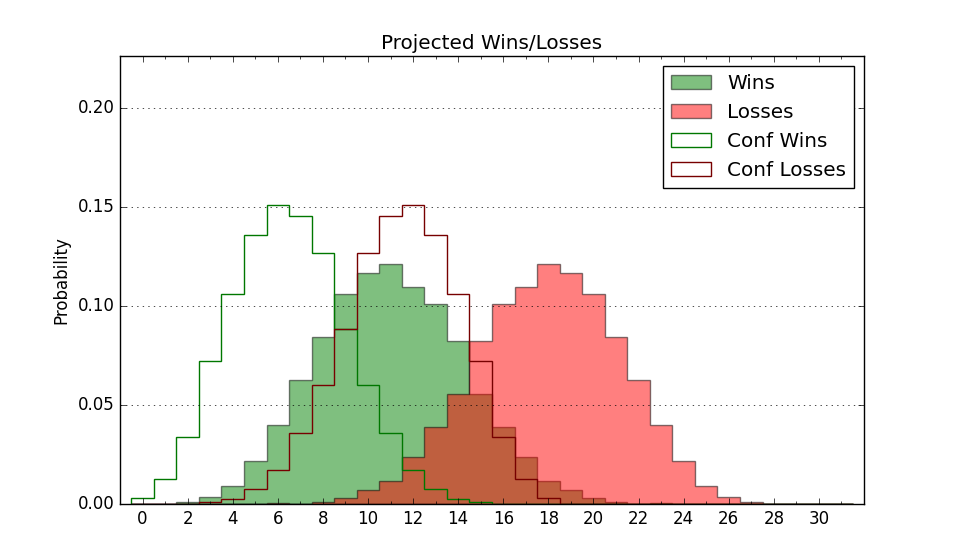 Projected Wins/Losses
Wins
Losses
Conf Wins
Conf Losses
Probability
0.20
0.15
0.10
0.05
0.00
0 2 4 6 8 10 12 14 16 18 20 22 24 26 28 30